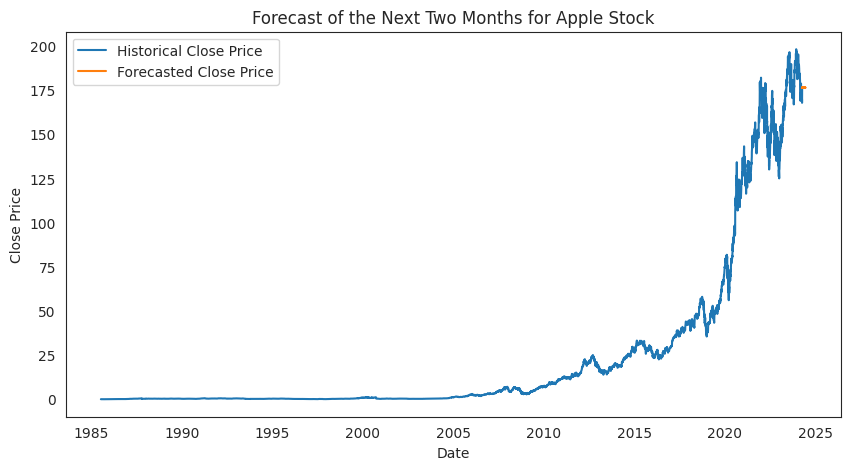 Forecast of the Next Two Months for Apple Stock
Historical Close Price
Forecasted Close Price
Close Price
200
175
150
125
100
75
50
25
0
1985 1990 1995 2000 2005 2010 2015 2020 2025
Date